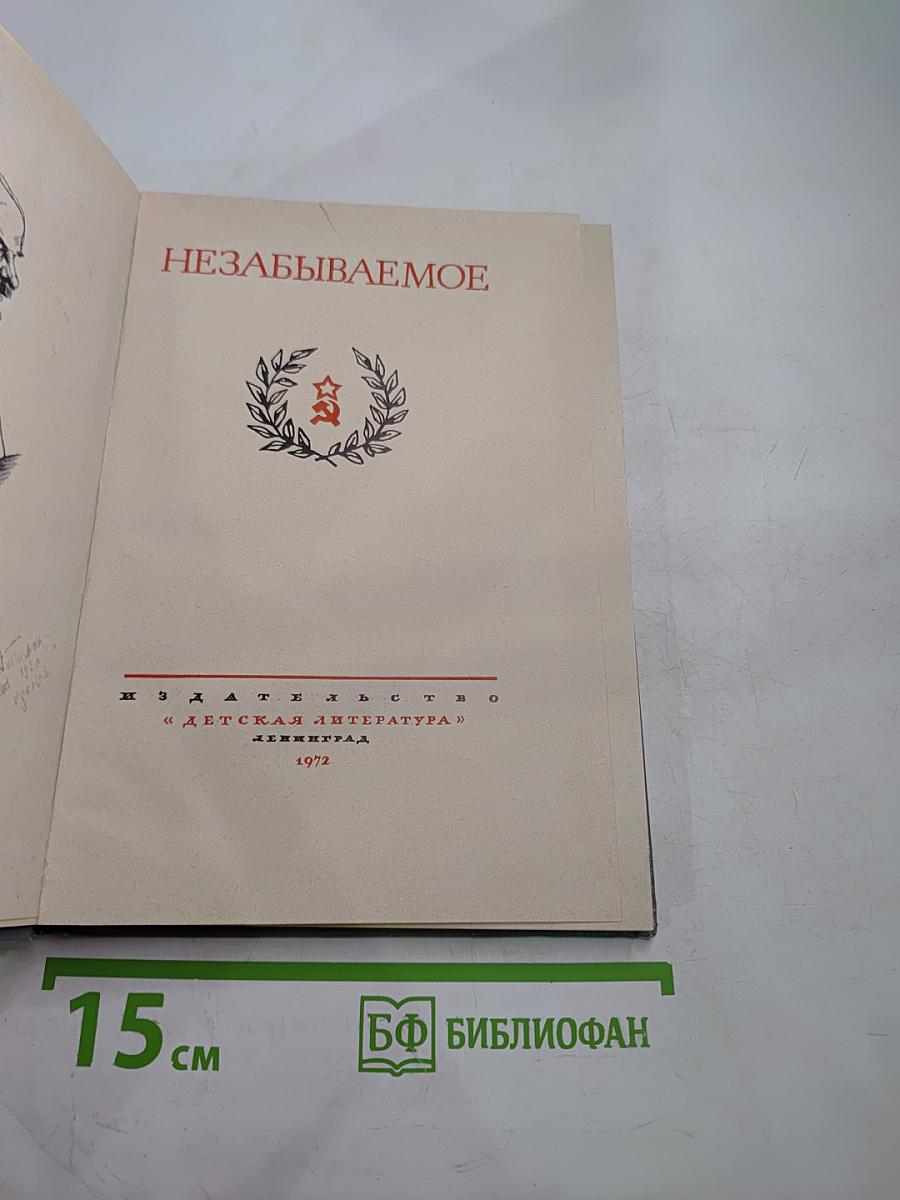 НЕЗАБЫВАЕМОЕ
ИЗДАТЕЛЬСТВО
«ДЕТСКАЯ ЛИТЕРАТУРА»
ЛЕНИНГРАД
1972
15 см
БФ БИБЛИОФАН